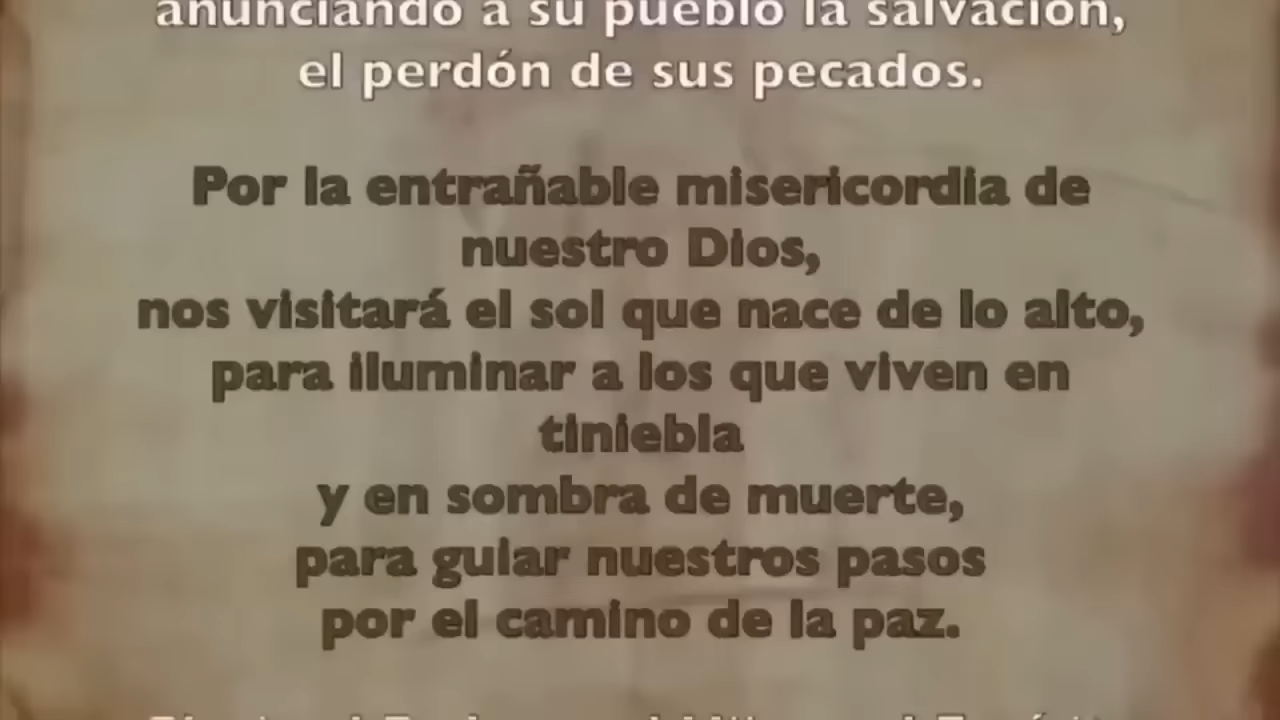 anunciando a su pueblo la salvación,
el perdón de sus pecados.
Por la entrañable misericordia de
nuestro Dios,
nos visitará el sol que nace de lo alto,
para iluminar a los que viven en
tiniebla
y en sombra de muerte,
para guiar nuestros pasos
por el camino de la paz.